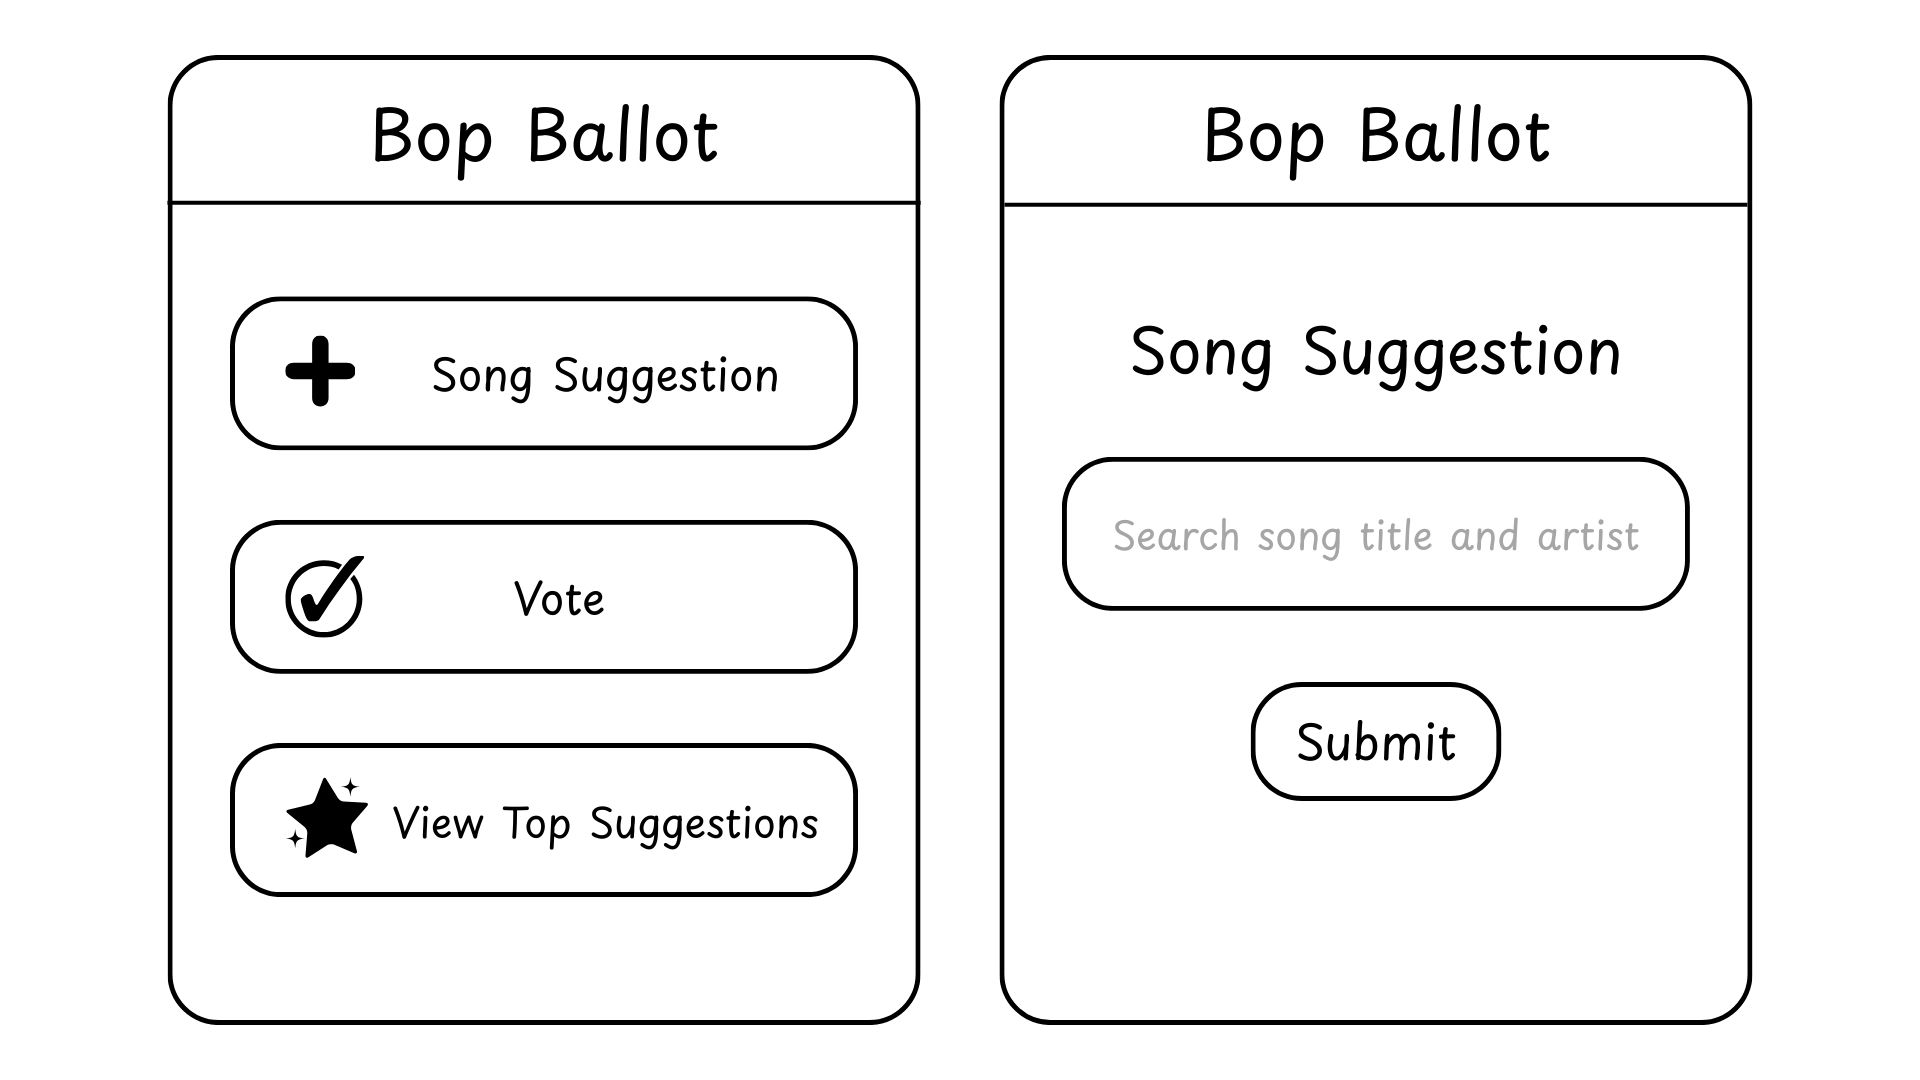 Bop Ballot
Song Suggestion
Vote
View Top Suggestions
Bop Ballot
Song Suggestion
Search song title and artist
Submit